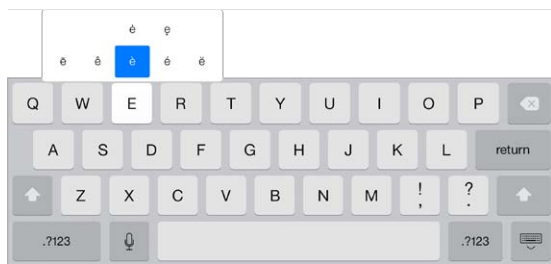 ė ę
ē ê è é ë
Q W E R T Y U I O P
A S D F G H J K L return
Z X C V B N M ! , ? .
.?123 .?123